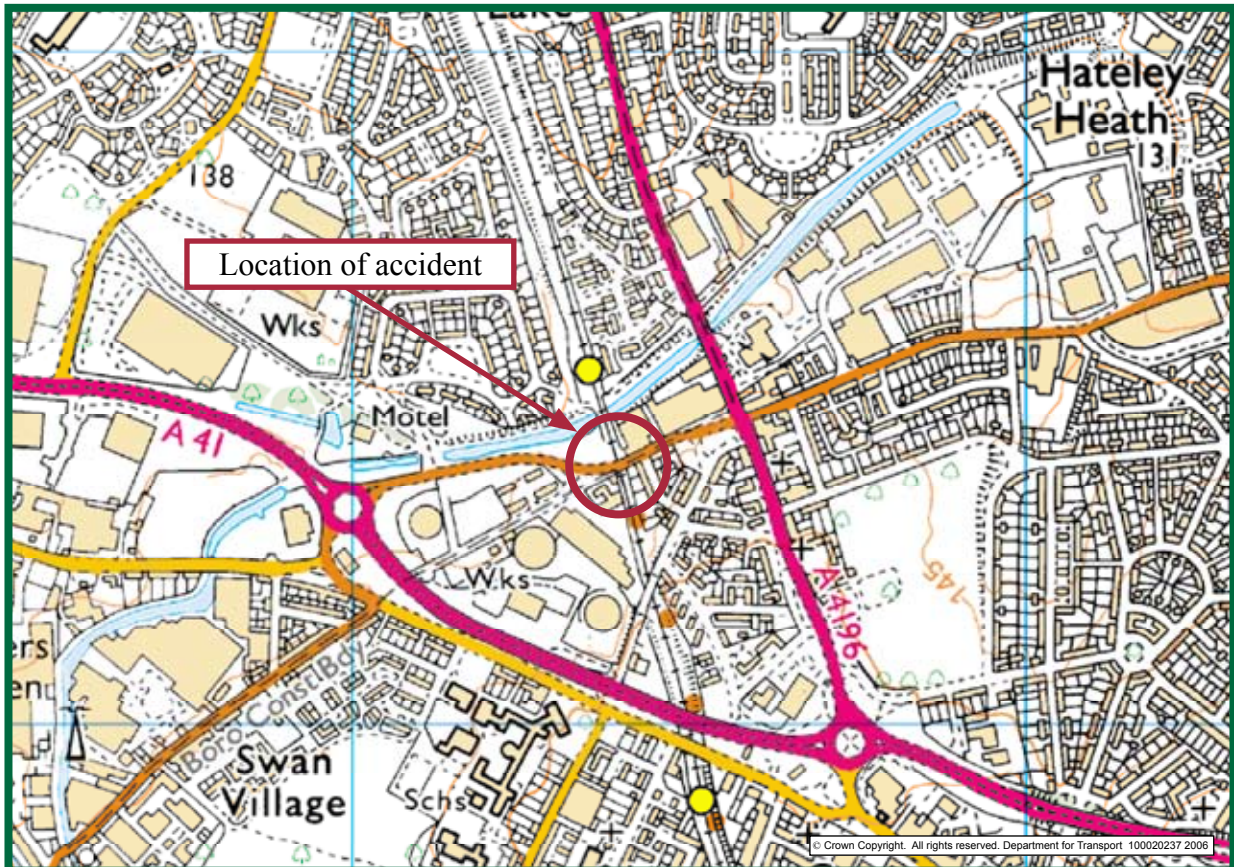 Lake
Hateley
Heath
131
138
Location of accident
Wks
Motel
A 41
Wks
A 4196
145
Boro Const Bdy
Swan
Village
Schs
© Crown Copyright. All rights reserved. Department for Transport 100020237 2006